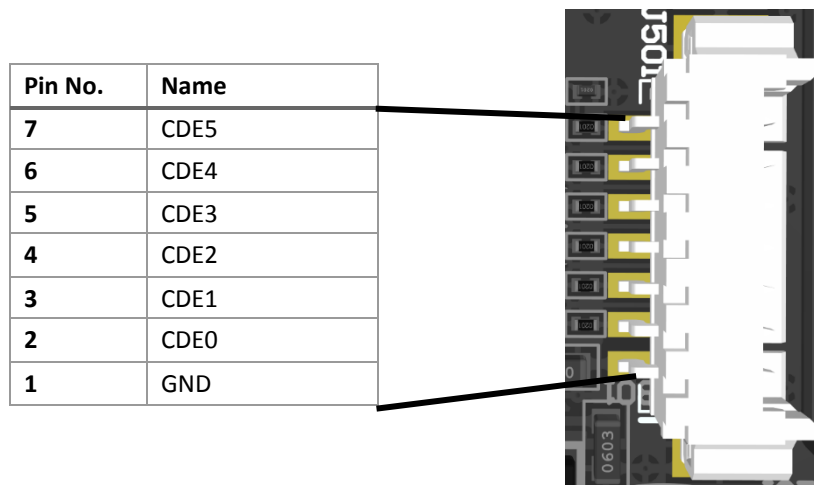 Pin No. Name
7 CDE5
6 CDE4
5 CDE3
4 CDE2
3 CDE1
2 CDE0
1 GND
J501
0603